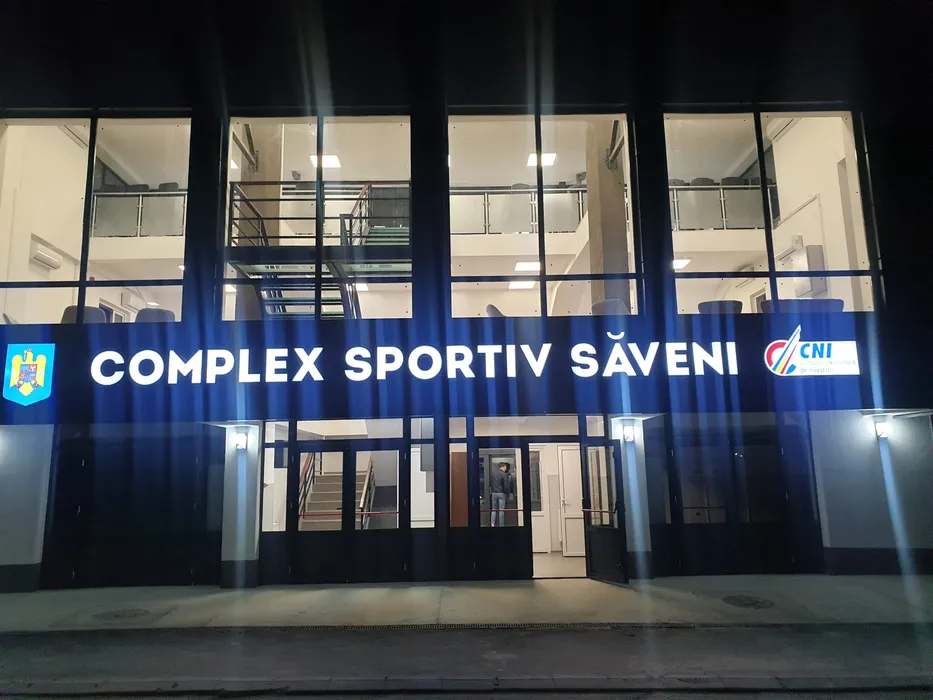 COMPLEX SPORTIV SĂVENI
CNI